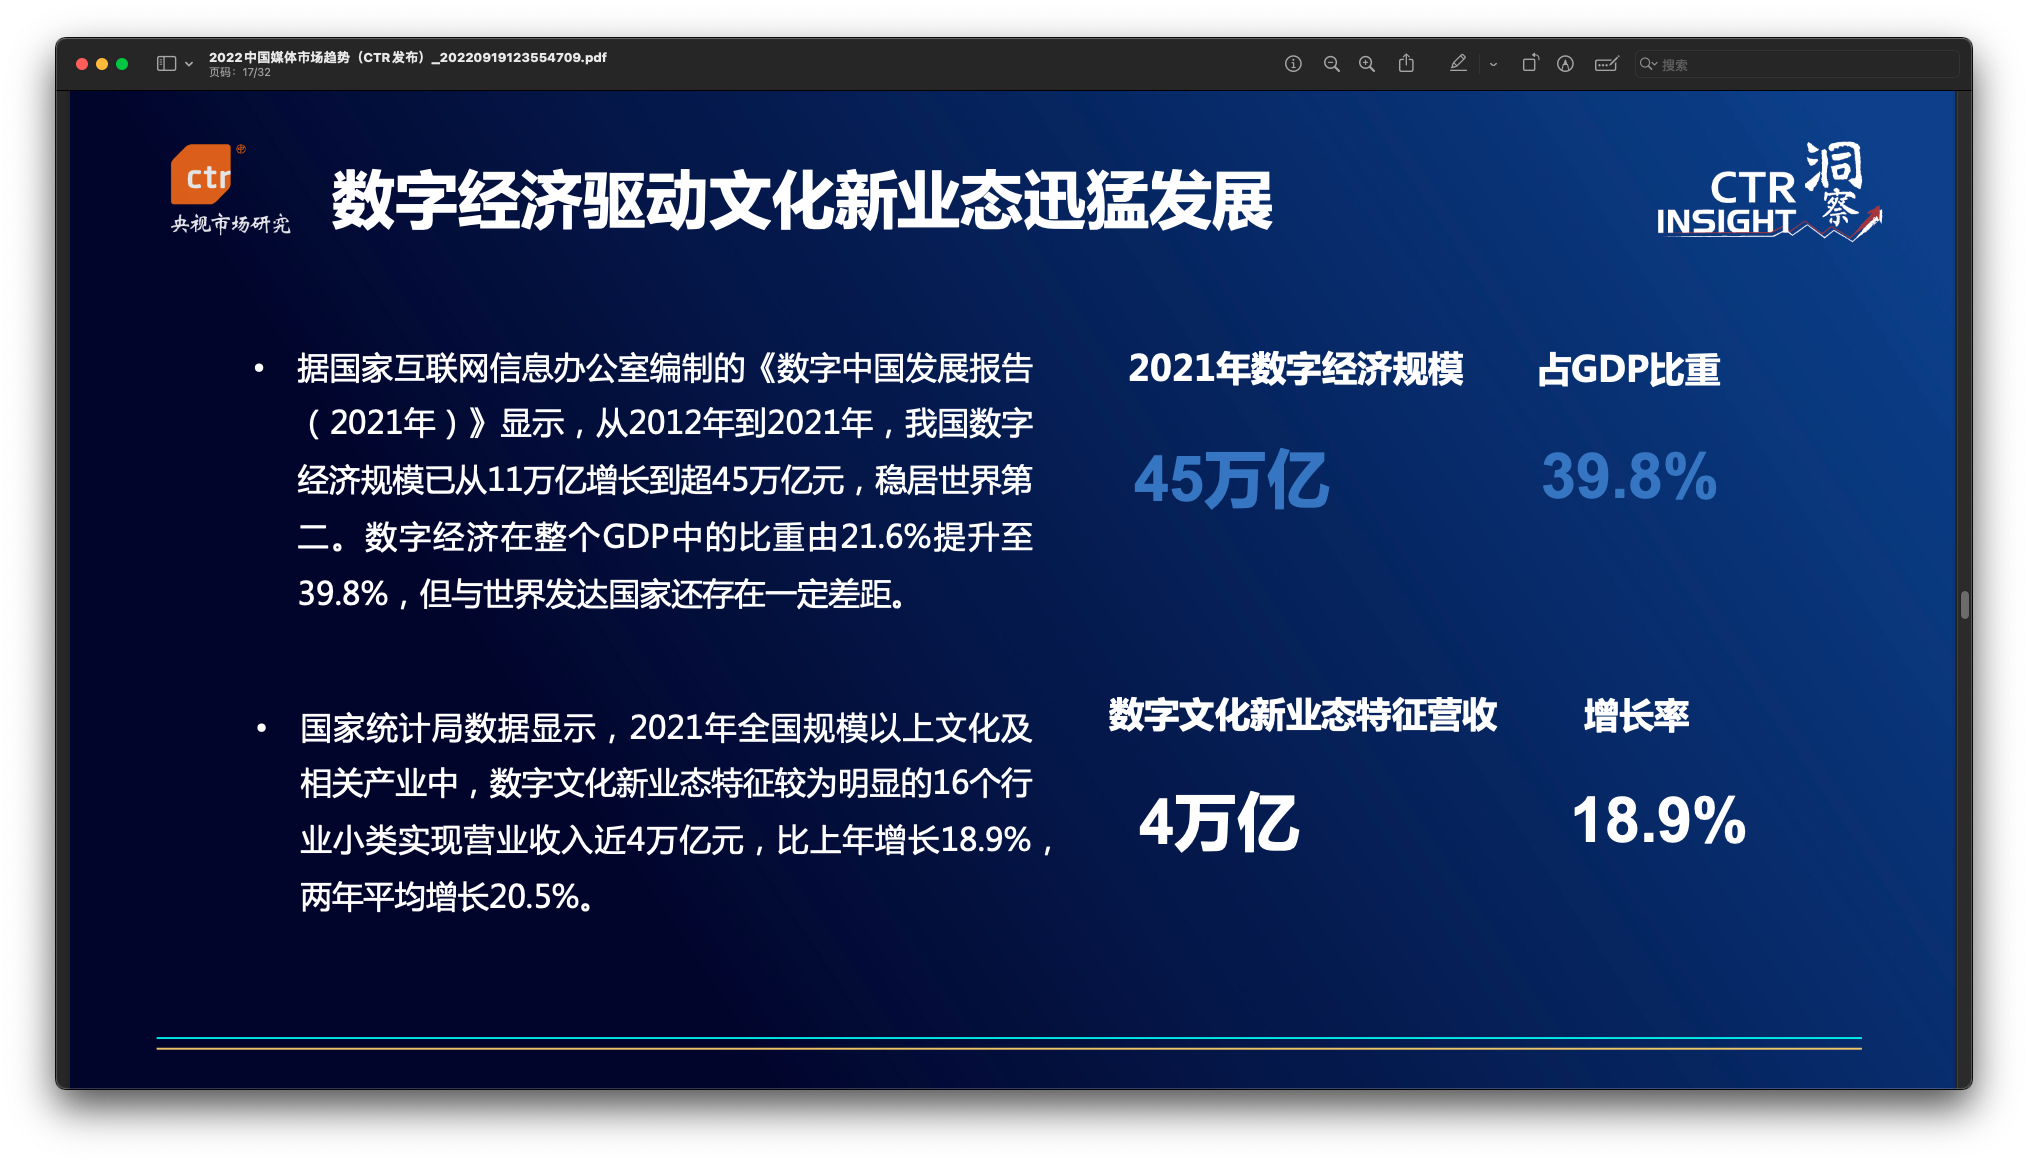 2022中国媒体市场趋势（CTR发布）_20220919123554709.pdf
页码：17/32
搜索
ctr
央视市场研究
数字经济驱动文化新业态迅猛发展
CTR洞察
INSIGHT
• 据国家互联网信息办公室编制的《数字中国发展报告
（2021年）》显示，从2012年到2021年，我国数字
经济规模已从11万亿增长到超45万亿元，稳居世界第
二。数字经济在整个GDP中的比重由21.6%提升至
39.8%，但与世界发达国家还存在一定差距。
2021年数字经济规模
占GDP比重
45万亿
39.8%
• 国家统计局数据显示，2021年全国规模以上文化及
相关产业中，数字文化新业态特征较为明显的16个行
业小类实现营业收入近4万亿元，比上年增长18.9%，
两年平均增长20.5%。
数字文化新业态特征营收
增长率
4万亿
18.9%